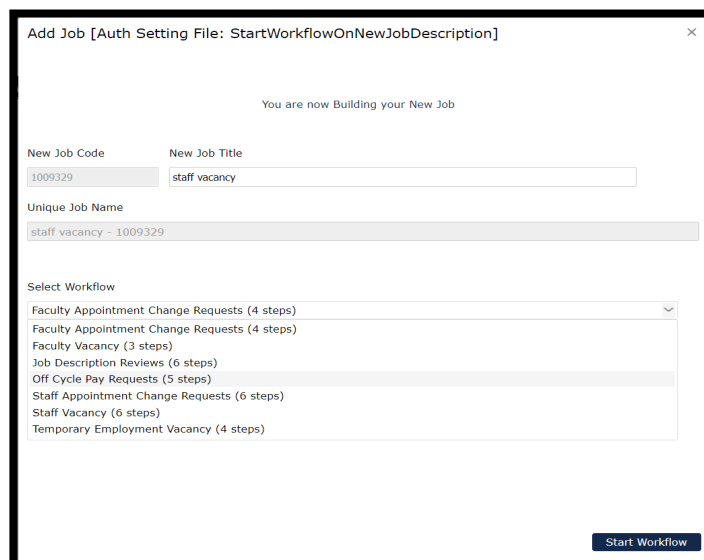 Add Job [Auth Setting File: StartWorkflowOnNewJobDescription]
You are now Building your New Job
New Job Code New Job Title
1009329 staff vacancy
Unique Job Name
staff vacancy - 1009329
Select Workflow
Faculty Appointment Change Requests (4 steps)
Faculty Appointment Change Requests (4 steps)
Faculty Vacancy (3 steps)
Job Description Reviews (6 steps)
Off Cycle Pay Requests (5 steps)
Staff Appointment Change Requests (6 steps)
Staff Vacancy (6 steps)
Temporary Employment Vacancy (4 steps)
Start Workflow